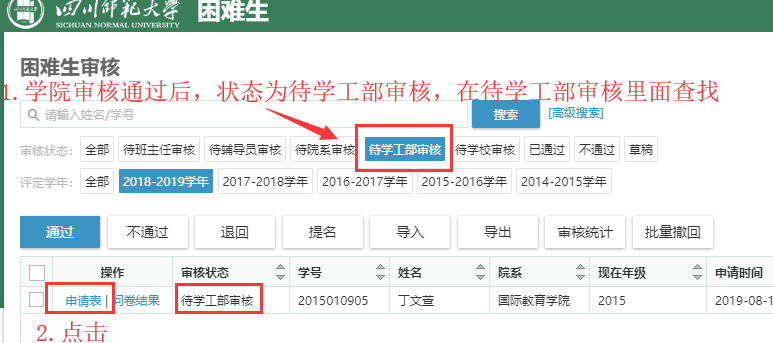 四川师范大学 困难生
SICHUAN NORMAL UNIVERSITY
困难生审核
1.学院审核通过后，状态为待学工部审核，在待学工部审核里面查找
请输入姓名/学号 搜索 [高级搜索]
审核状态： 全部 待班主任审核 待辅导员审核 待院系审核 待学工部审核 待学校审核 已通过 不通过 草稿
评定学年： 全部 2018-2019学年 2017-2018学年 2016-2017学年 2015-2016学年 2014-2015学年
通过 不通过 退回 提名 导入 导出 审核统计 批量撤回
操作 审核状态 学号 姓名 院系 现在年级 申请时间
申请表 | 问卷结果 待学工部审核 2015010905 丁文萱 国际教育学院 2015 2019-08-1
2.点击